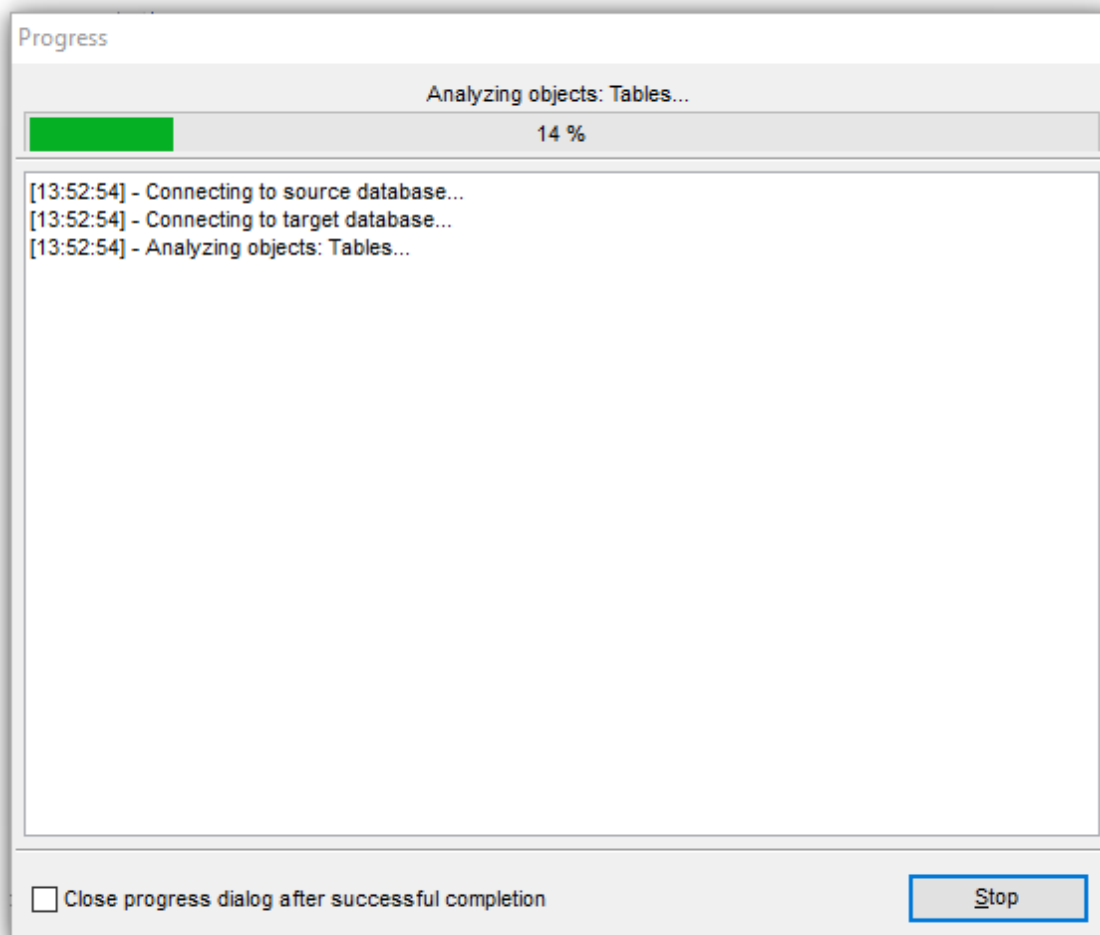 Progress
Analyzing objects: Tables...
14 %
[13:52:54] - Connecting to source database...
[13:52:54] - Connecting to target database...
[13:52:54] - Analyzing objects: Tables...
Close progress dialog after successful completion
Stop